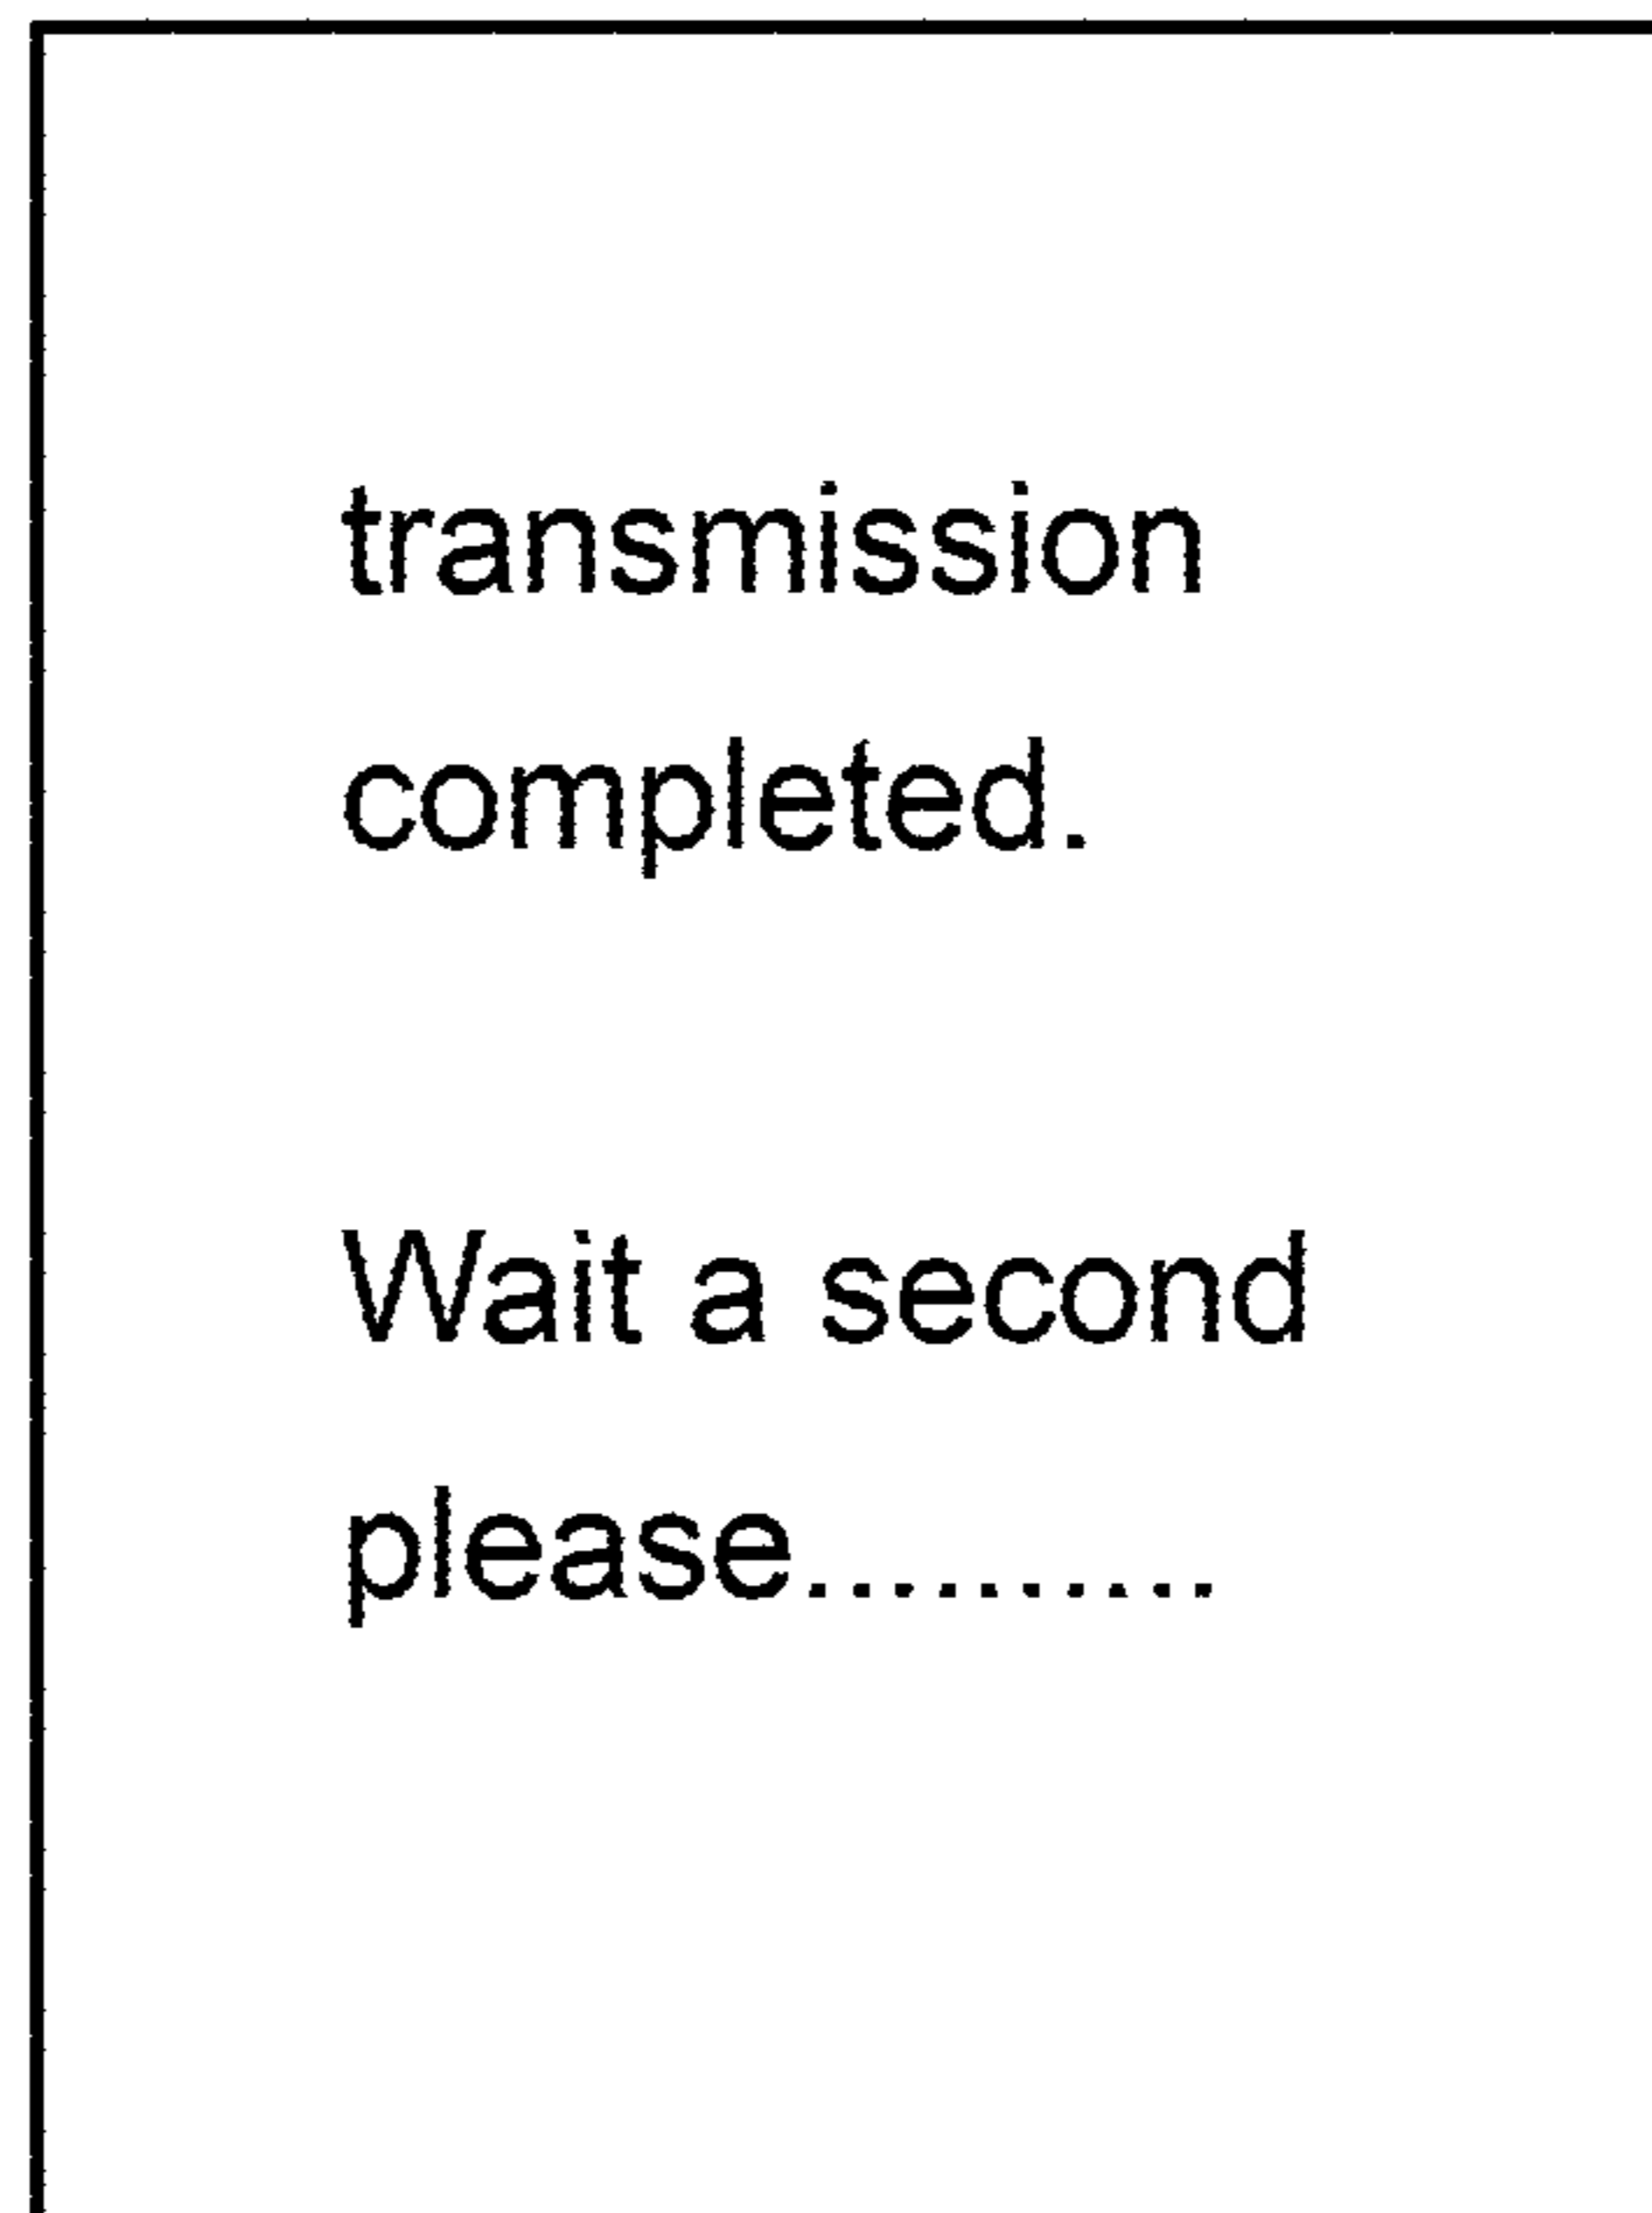 transmission
completed.
Wait a second
please..........